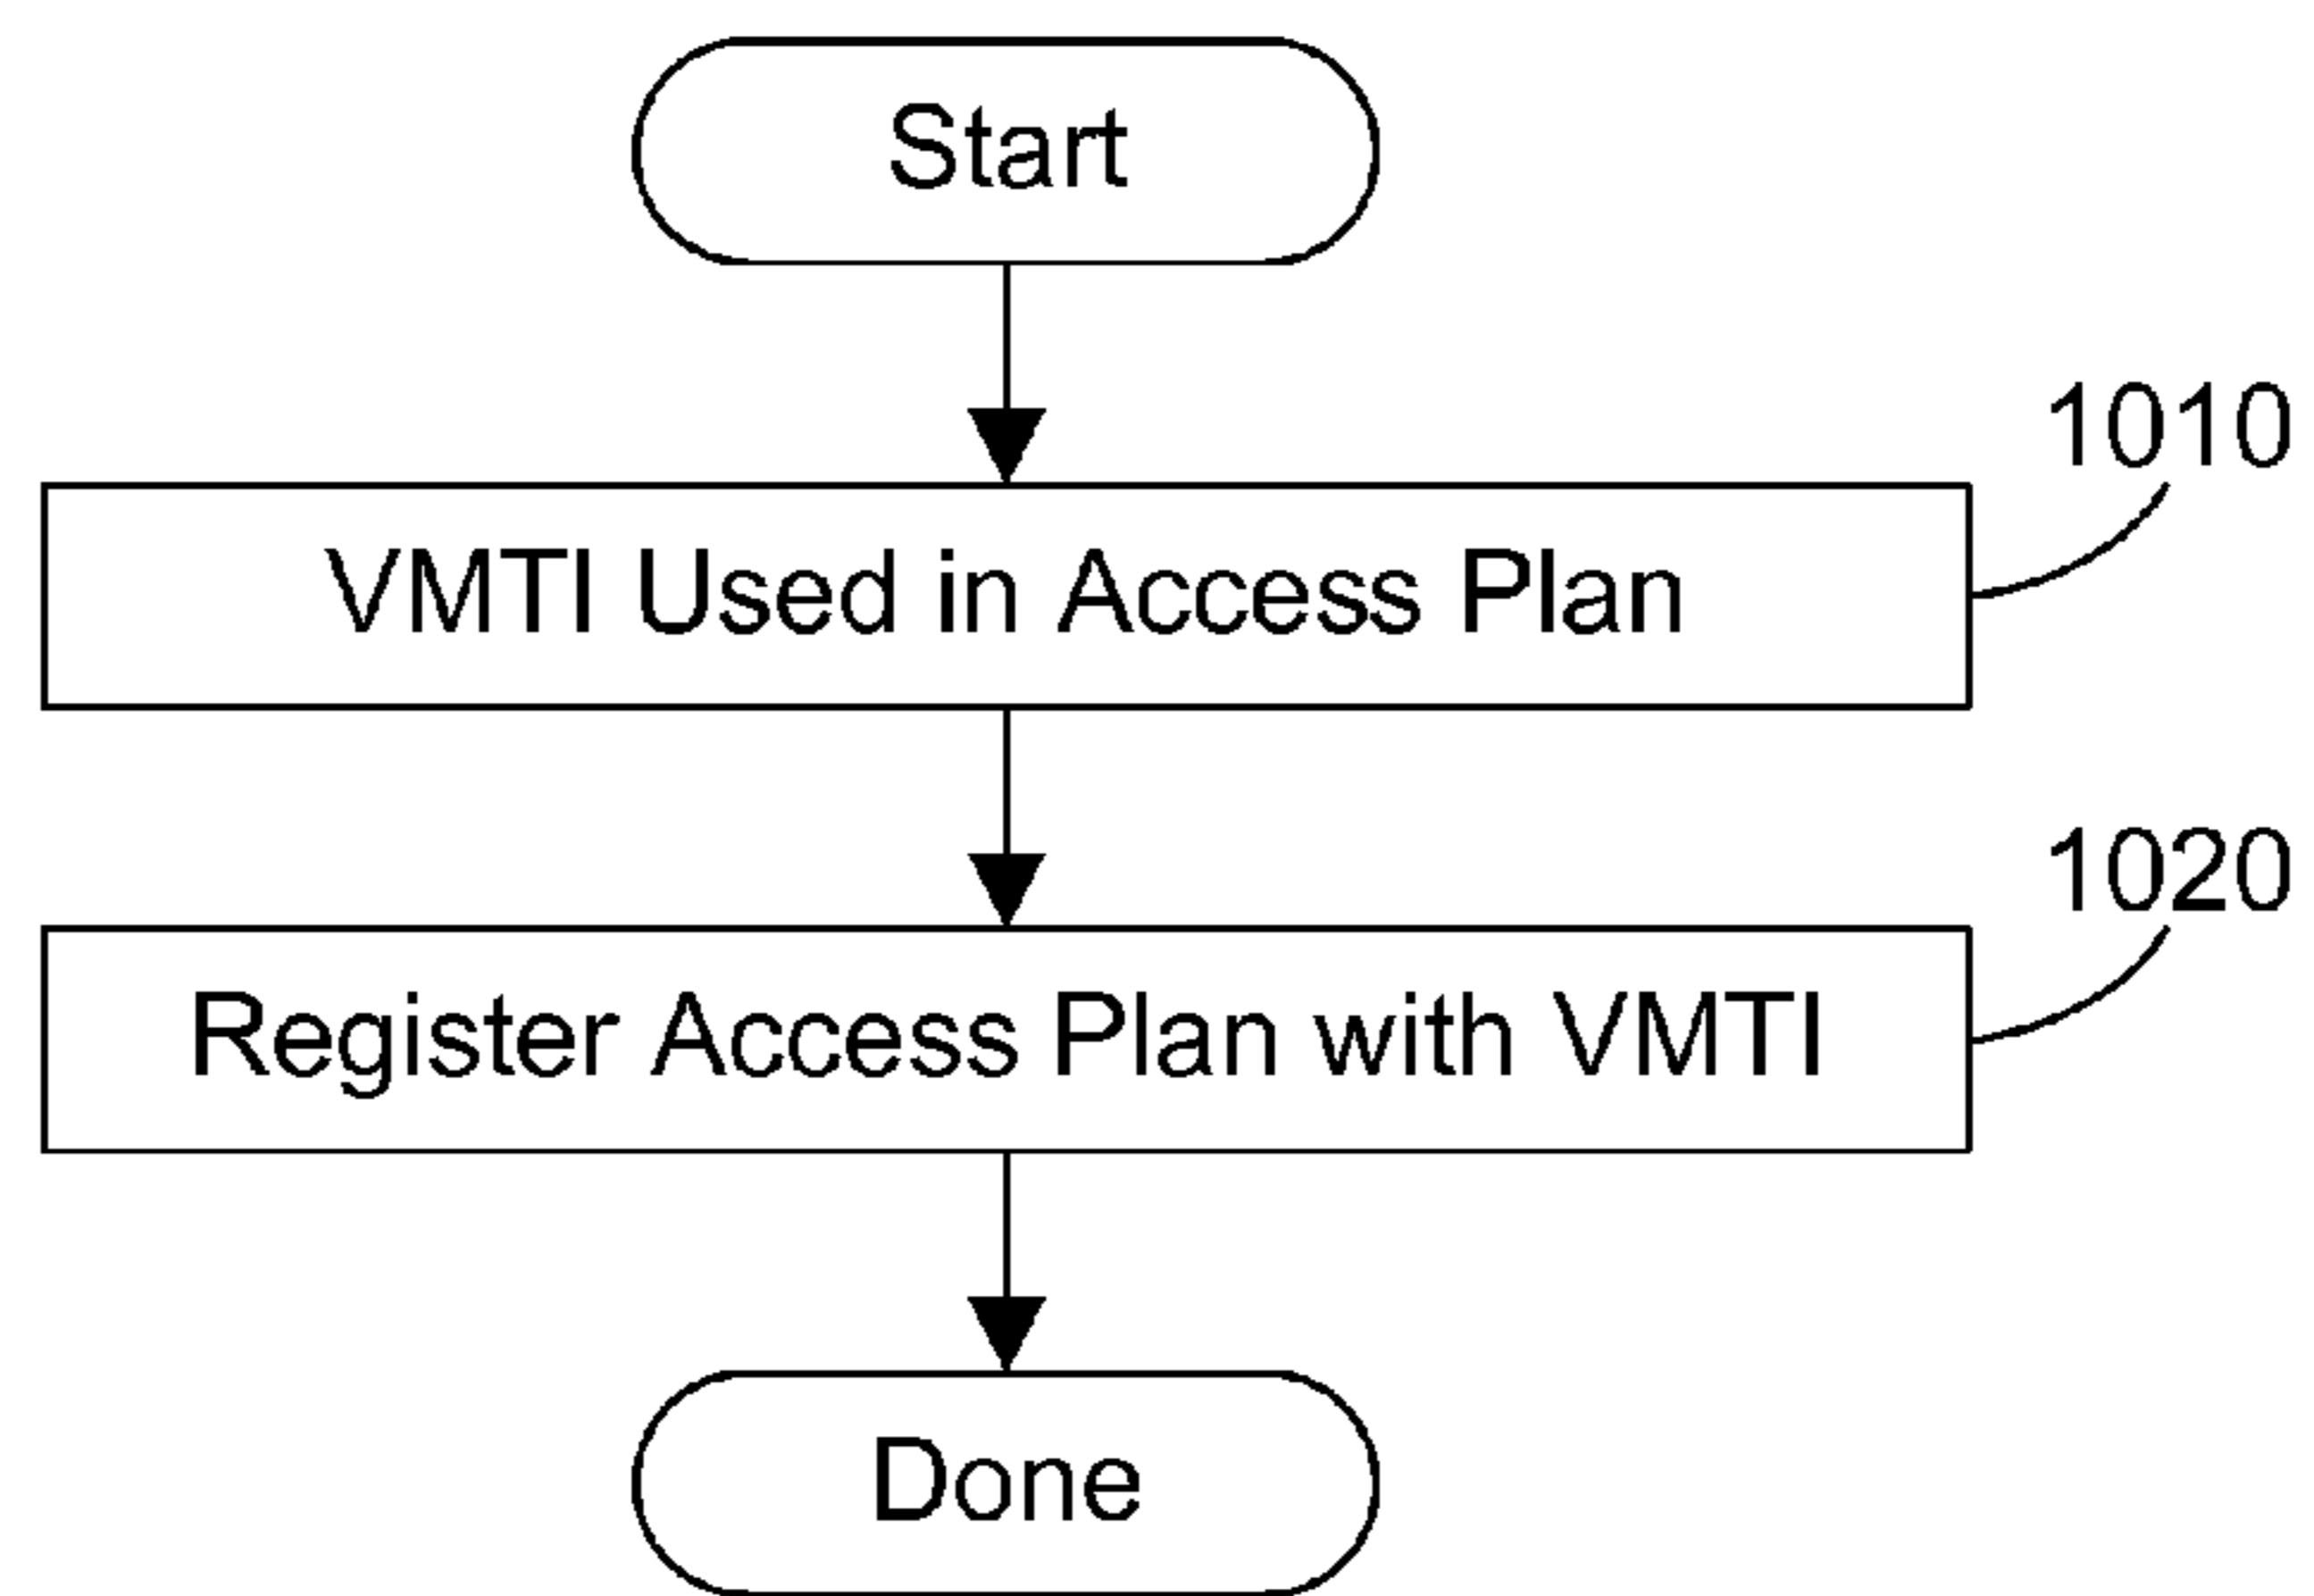 Start
1010
VMTI Used in Access Plan
1020
Register Access Plan with VMTI
Done